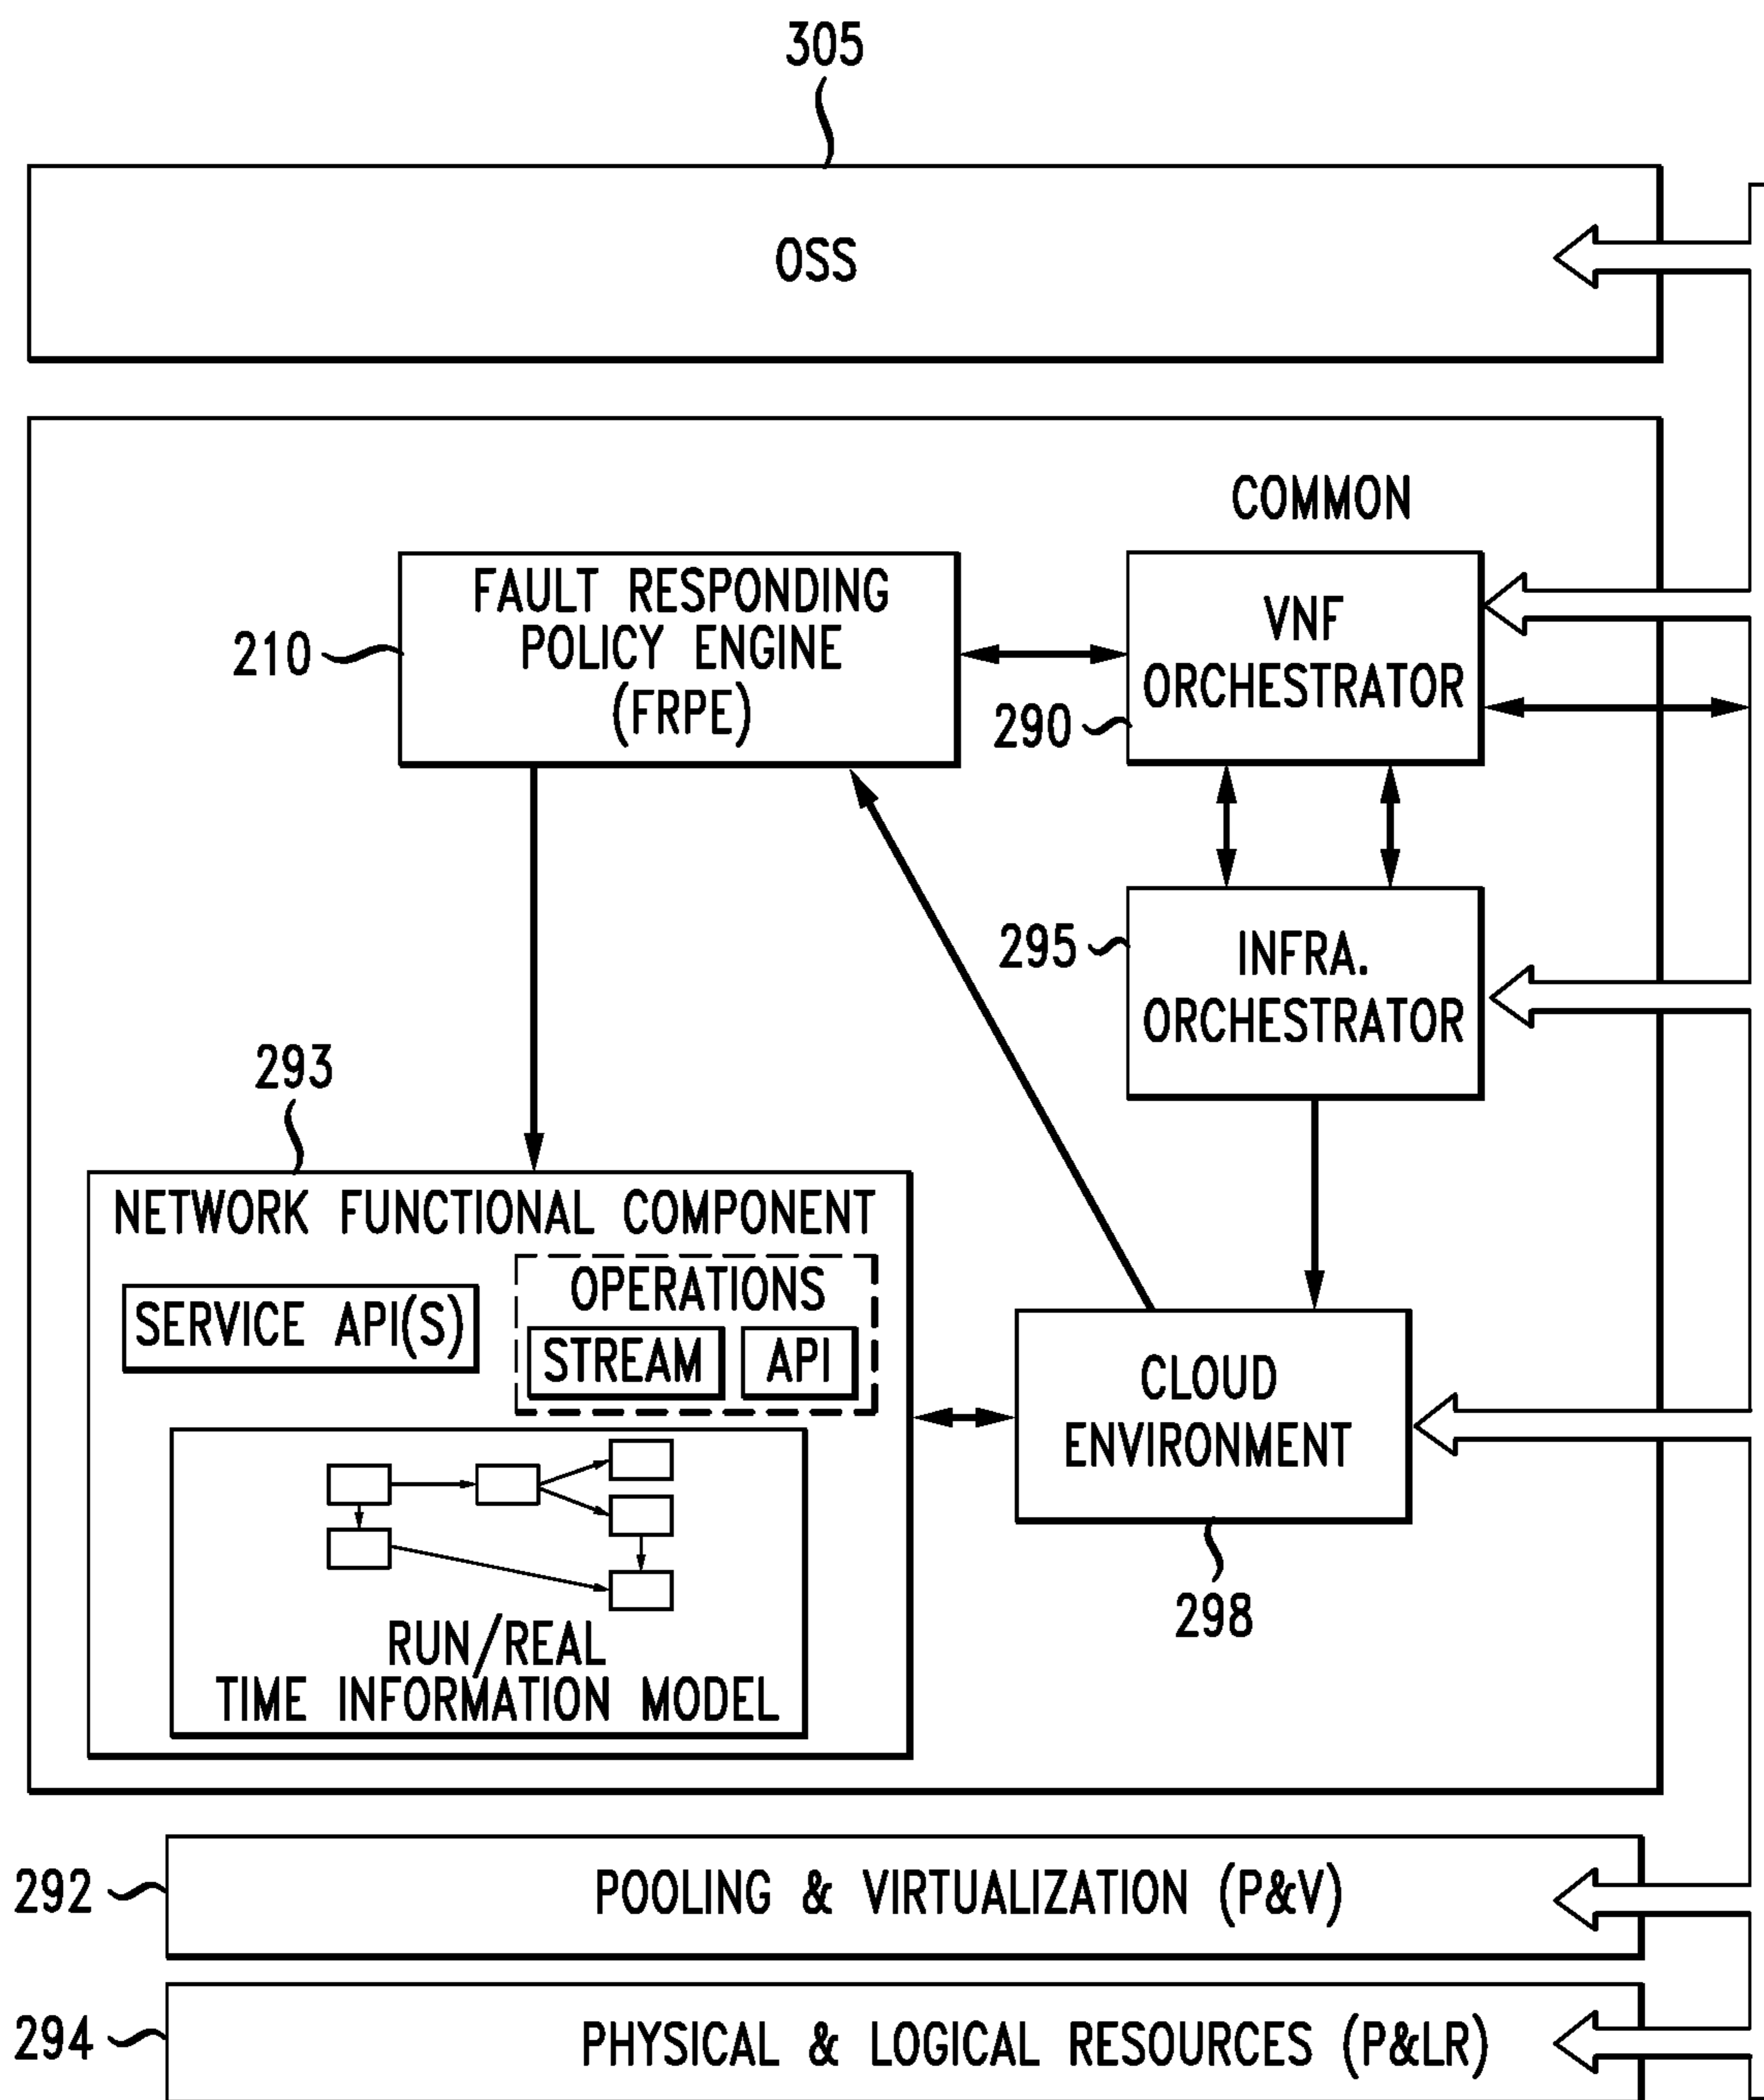 305
OSS
COMMON
FAULT RESPONDING
POLICY ENGINE
(FRPE)
210
VNF
ORCHESTRATOR
290
295
INFRA.
ORCHESTRATOR
293
NETWORK FUNCTIONAL COMPONENT
SERVICE API(S)
OPERATIONS
STREAM
API
CLOUD
ENVIRONMENT
298
RUN/REAL
TIME INFORMATION MODEL
292
POOLING & VIRTUALIZATION (P&V)
294
PHYSICAL & LOGICAL RESOURCES (P&LR)